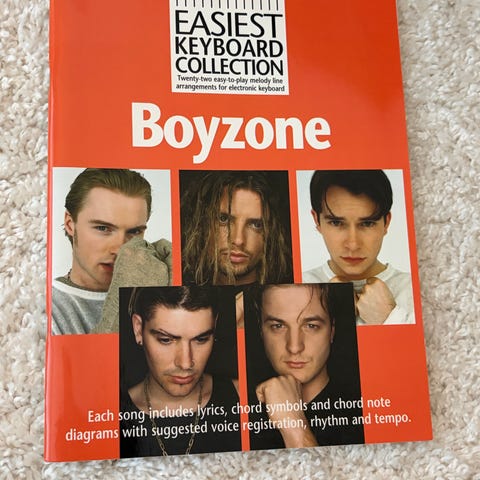 EASIEST
KEYBOARD
COLLECTION
Twenty-two easy-to-play melody line
arrangements for electronic keyboard
Boyzone
Each song includes lyrics, chord symbols and chord note
diagrams with suggested voice registration, rhythm and tempo.